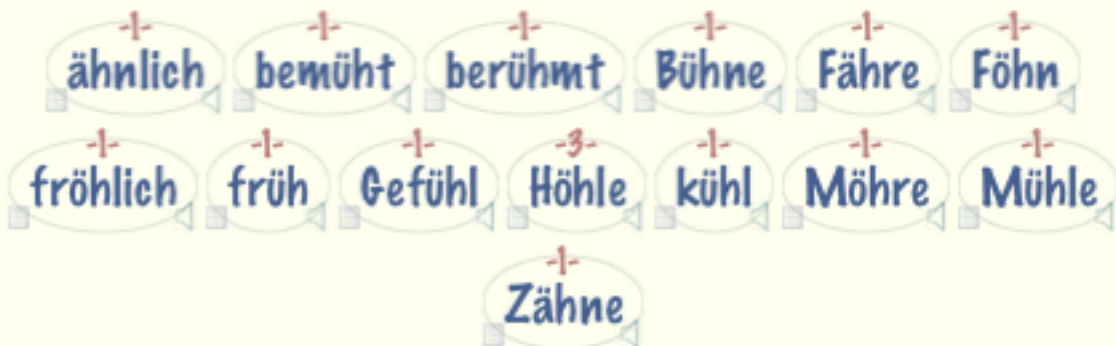 -1- -1- -1- -1- -1- -1-
ähnlich bemüht berühmt Bühne Fähre Föhn
-1- -1- -1- -3- -1- -1- -1-
fröhlich früh Gefühl Höhle kühl Möhre Mühle
-1-
Zähne